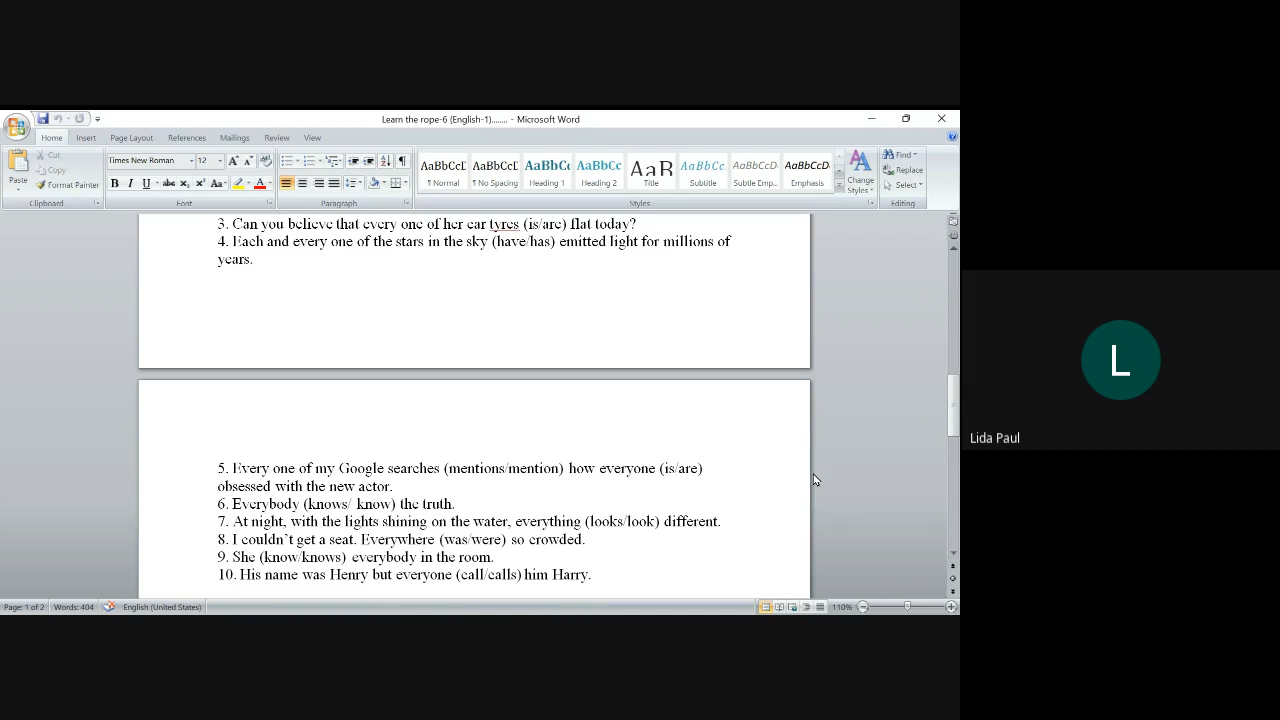 Learn the rope-6 (English-1)........ - Microsoft Word
Home Insert Page Layout References Mailings Review View
Paste
Cut
Copy
Format Painter
Clipboard
Times New Roman 12
Font
Paragraph
AaBbCcD AaBbCcD AaBbCc AaBbCc AaB AaBbCc. AaBbCcD AaBbCcD
¶ Normal ¶ No Spacing Heading 1 Heading 2 Title Subtitle Subtle Emp... Emphasis
Change Styles
Styles
Find
Replace
Select
Editing
3. Can you believe that every one of her car tyres (is/are) flat today?
4. Each and every one of the stars in the sky (have/has) emitted light for millions of
years.
5. Every one of my Google searches (mentions/mention) how everyone (is/are)
obsessed with the new actor.
6. Everybody (knows/ know) the truth.
7. At night, with the lights shining on the water, everything (looks/look) different.
8. I couldn`t get a seat. Everywhere (was/were) so crowded.
9. She (know/knows) everybody in the room.
10. His name was Henry but everyone (call/calls) him Harry.
Page: 1 of 2 Words: 404 English (United States) 110%
L
Lida Paul